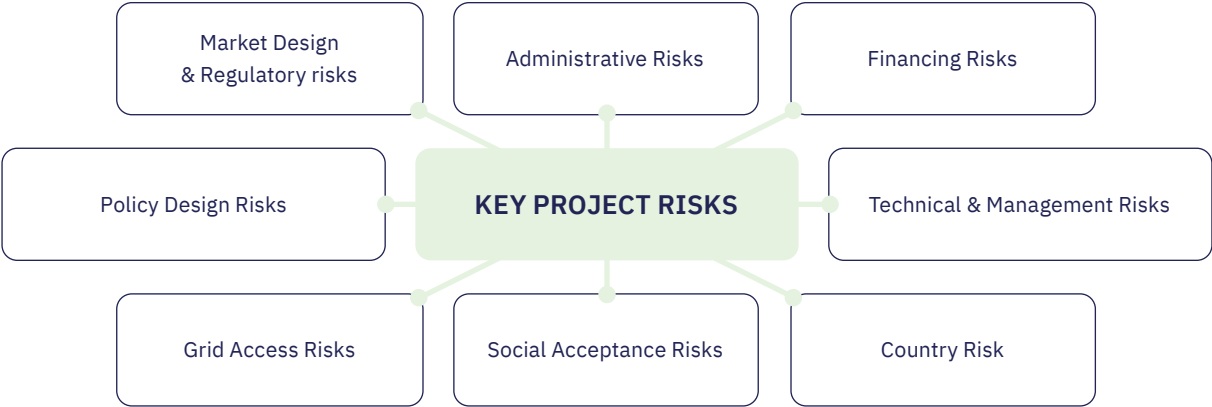 Market Design
& Regulatory risks
Administrative Risks
Financing Risks
Policy Design Risks
KEY PROJECT RISKS
Technical & Management Risks
Grid Access Risks
Social Acceptance Risks
Country Risk